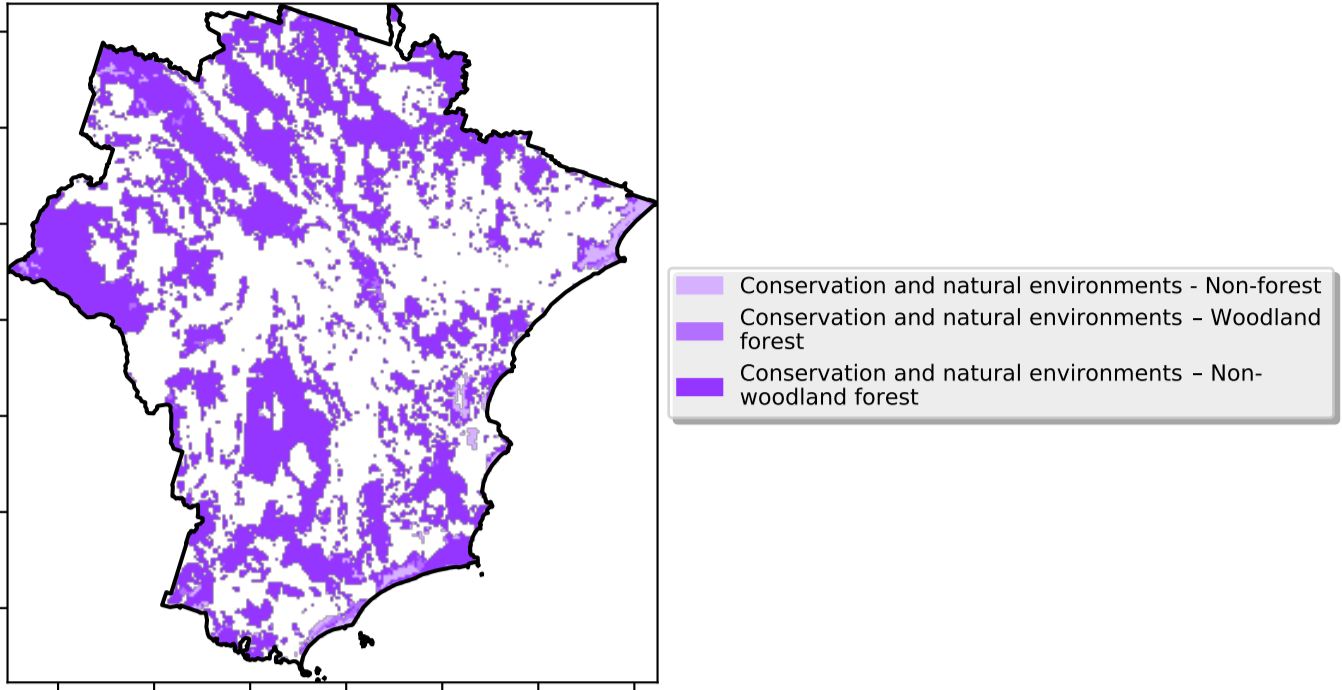 Conservation and natural environments - Non-forest
Conservation and natural environments – Woodland
forest
Conservation and natural environments – Non-
woodland forest